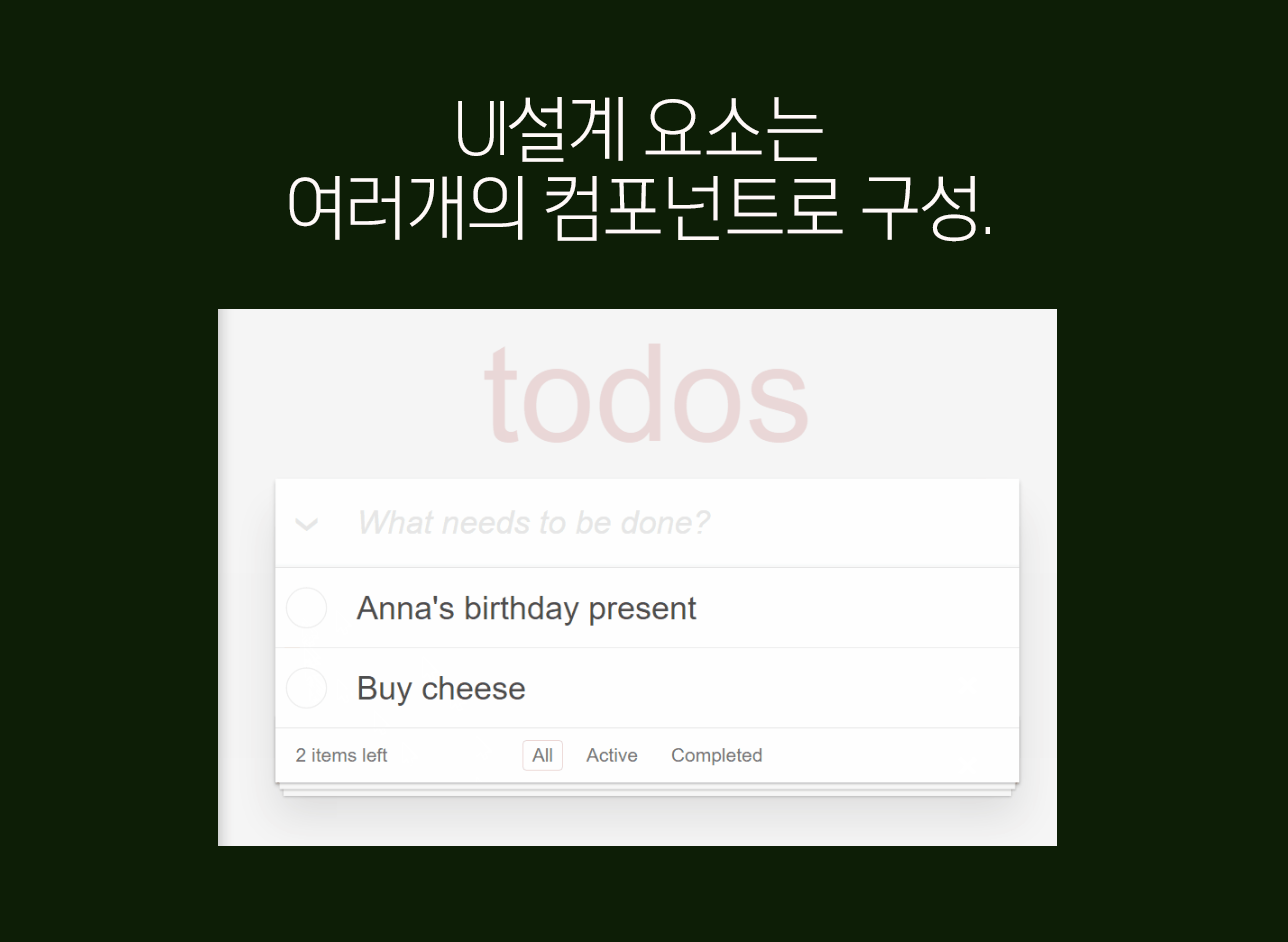 UI설계 요소는
여러개의 컴포넌트로 구성.
todos
What needs to be done?
Anna's birthday present
Buy cheese
2 items left All Active Completed